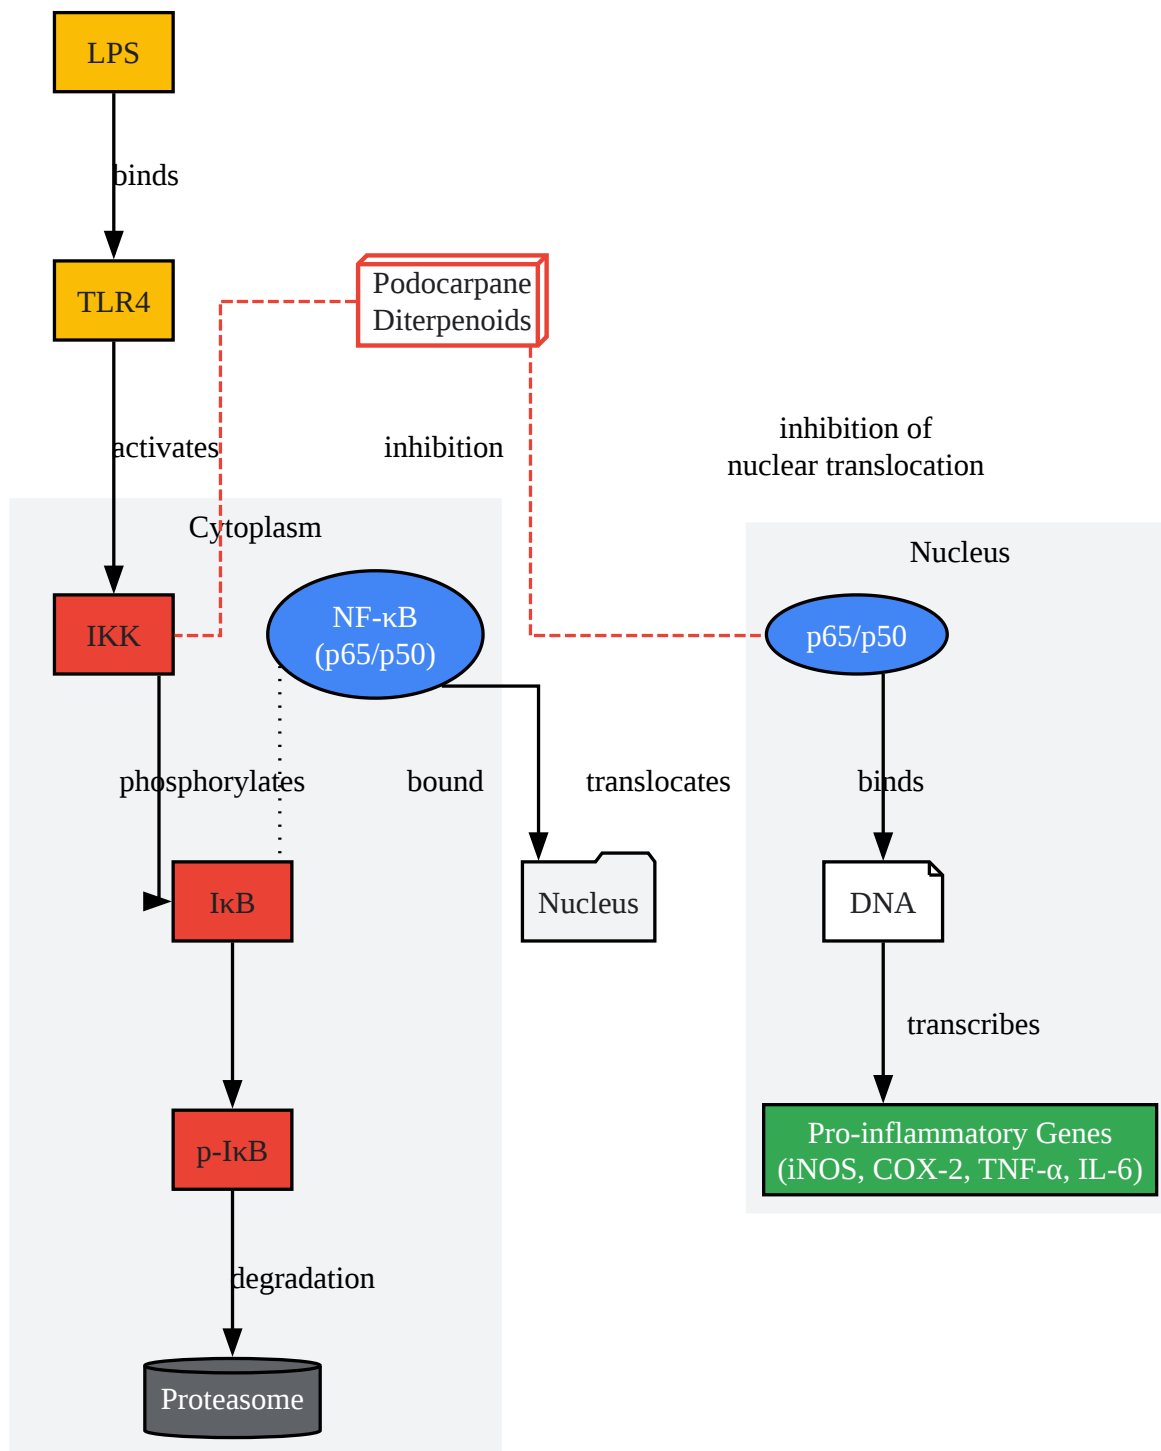 LPS
binds
TLR4
Podocarpane
Diterpenoids
activates
inhibition
inhibition of
nuclear translocation
Cytoplasm
Nucleus
IKK
NF-κB
(p65/p50)
p65/p50
phosphorylates
bound
translocates
binds
IκB
Nucleus
DNA
transcribes
p-IκB
Pro-inflammatory Genes
(iNOS, COX-2, TNF-α, IL-6)
degradation
Proteasome